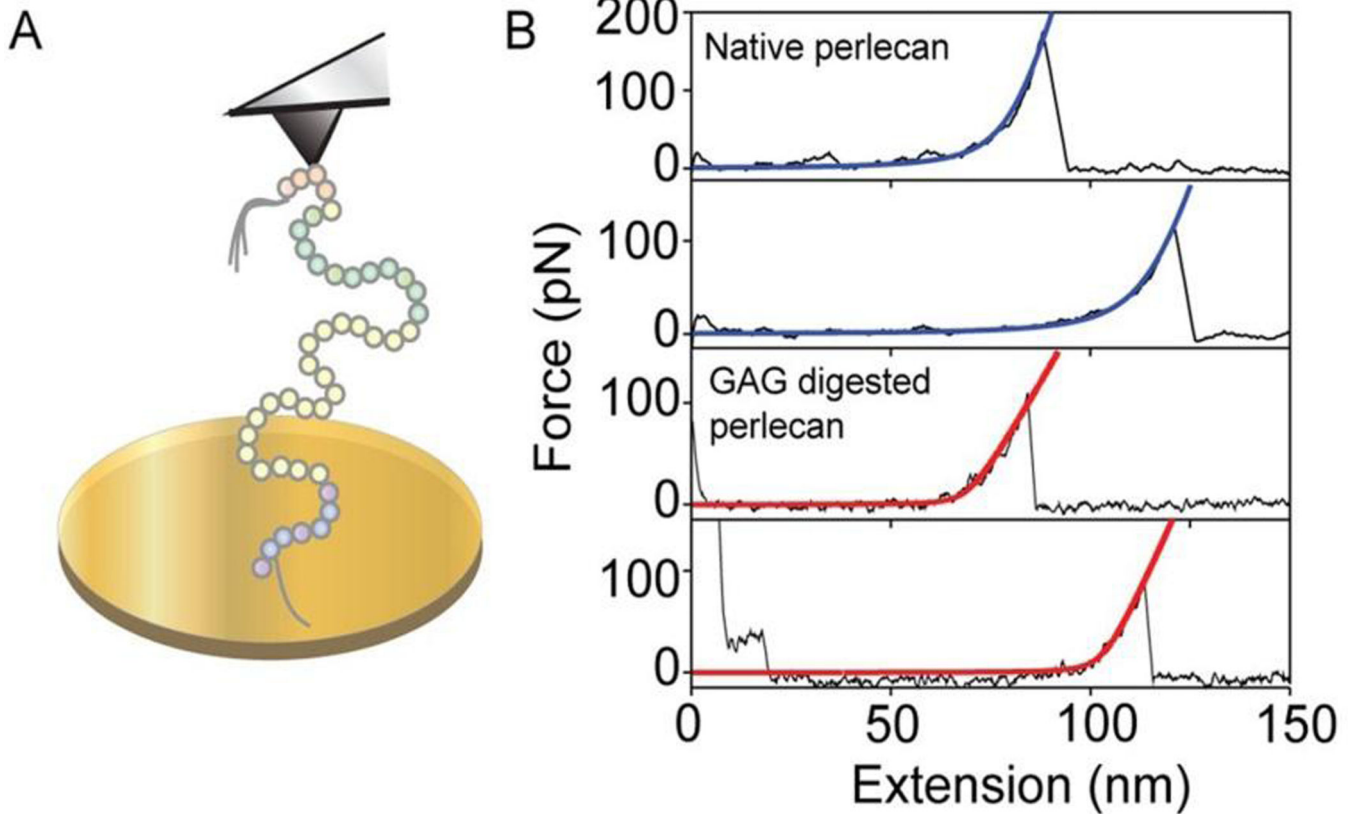 A
B
200
Native perlecan
100
0
100
0
GAG digested
perlecan
100
0
100
0
0 50 100 150
Force (pN)
Extension (nm)